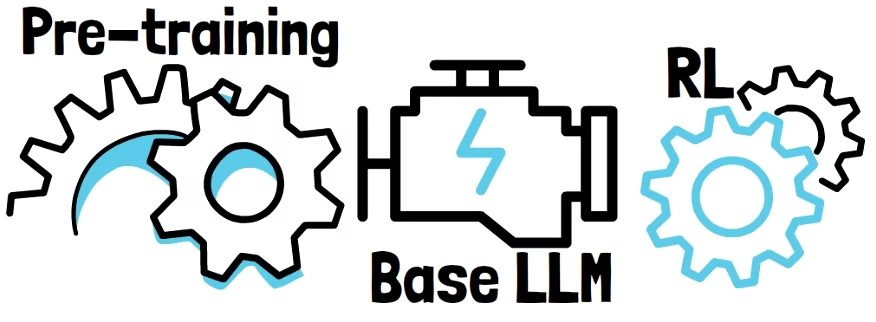 Pre-training
Base LLM
RL